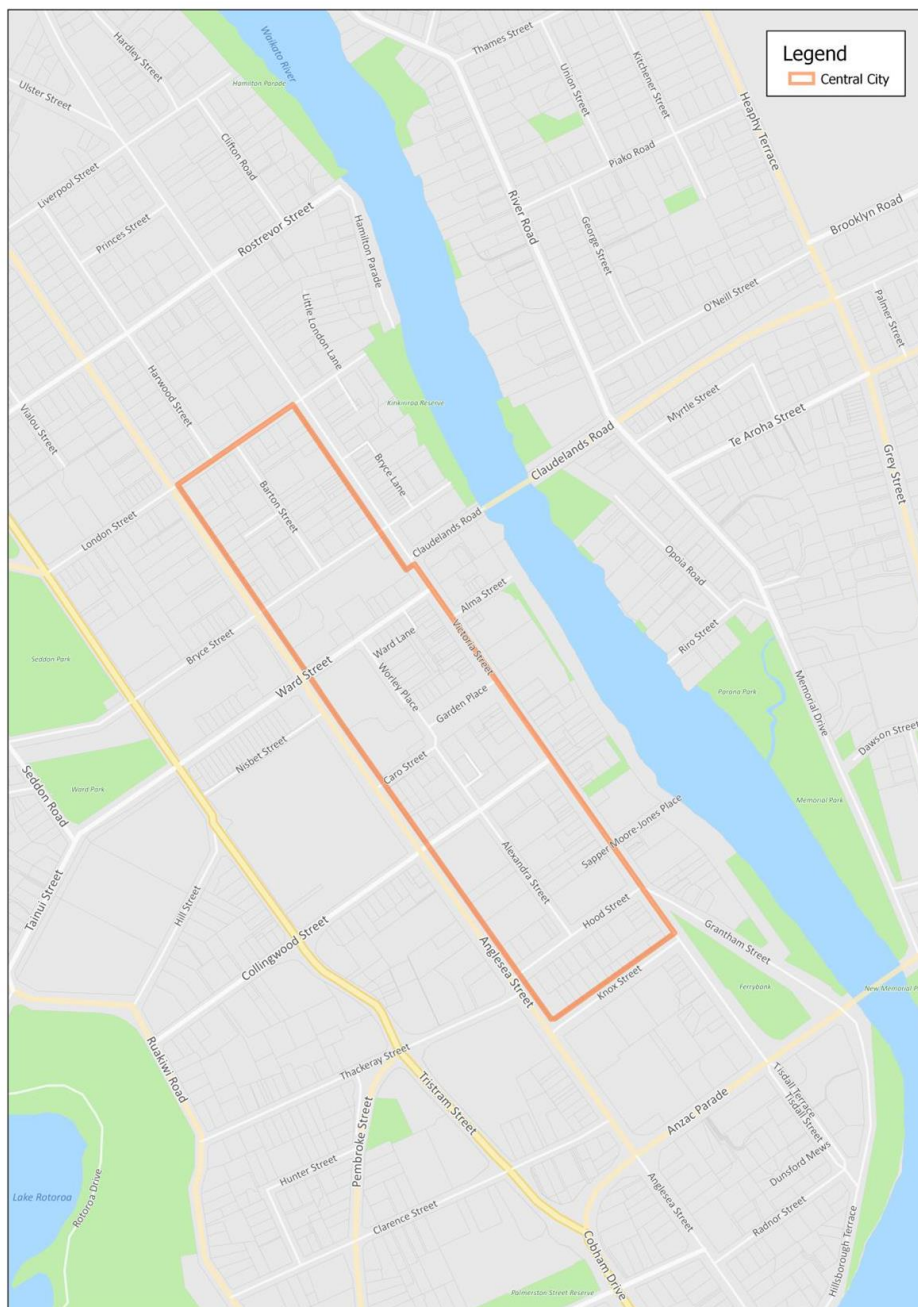 Legend
Central City
Thames Street
Hardley Street
Waikato River
Union Street
Kitchener Street
Ulster Street
Hamilton Parade
Heaphy Terrace
Clifton Road
Piako Road
Liverpool Street
River Road
Brooklyn Road
Princes Street
Rostrevor Street
Hamilton Parade
George Street
O'Neill Street
Palmer Street
Little London Lane
Harwood Street
Myrtle Street
Vialou Street
Kirikiriroa Reserve
Te Aroha Street
Claudelands Road
Grey Street
Bryce Lane
Barton Street
London Street
Claudelands Road
Opoia Road
Alma Street
Bryce Street
Ward Lane
Victoria Street
Riro Street
Seddon Park
Ward Street
Worley Place
Garden Place
Parana Park
Memorial Drive
Nisbet Street
Dawson Street
Caro Street
Ward Park
Seddon Road
Memorial Park
Sapper Moore-Jones Place
Alexandra Street
Tainui Street
Hill Street
Hood Street
Collingwood Street
Grantham Street
Anglesea Street
Knox Street
Ferrybank
New Memorial P
Ruakiwi Road
Thackeray Street
Tisdall Terrace
Tristram Street
Tisdall Street
Anzac Parade
Pembroke Street
Dunsford Mews
Hunter Street
Anglesea Street
Lake Rotoroa
Rotoroa Drive
Radnor Street
Clarence Street
Hillsborough Terrace
Cobham Drive
Palmerston Street Reserve